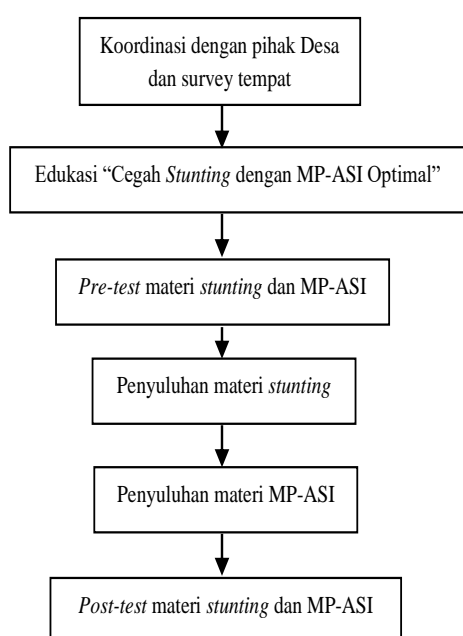 Koordinasi dengan pihak Desa
dan survey tempat
Edukasi “Cegah Stunting dengan MP-ASI Optimal”
Pre-test materi stunting dan MP-ASI
Penyuluhan materi stunting
Penyuluhan materi MP-ASI
Post-test materi stunting dan MP-ASI